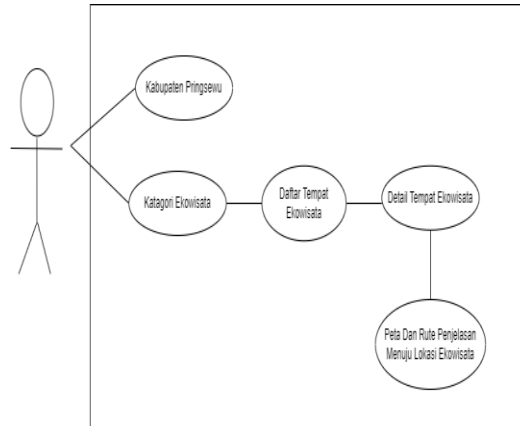 Kabupaten Pringsewu
Katagori Ekowisata
Daftar Tempat
Ekowisata
Detail Tempat Ekowisata
Peta Dan Rute Penjelasan
Menuju Lokasi Ekowisata